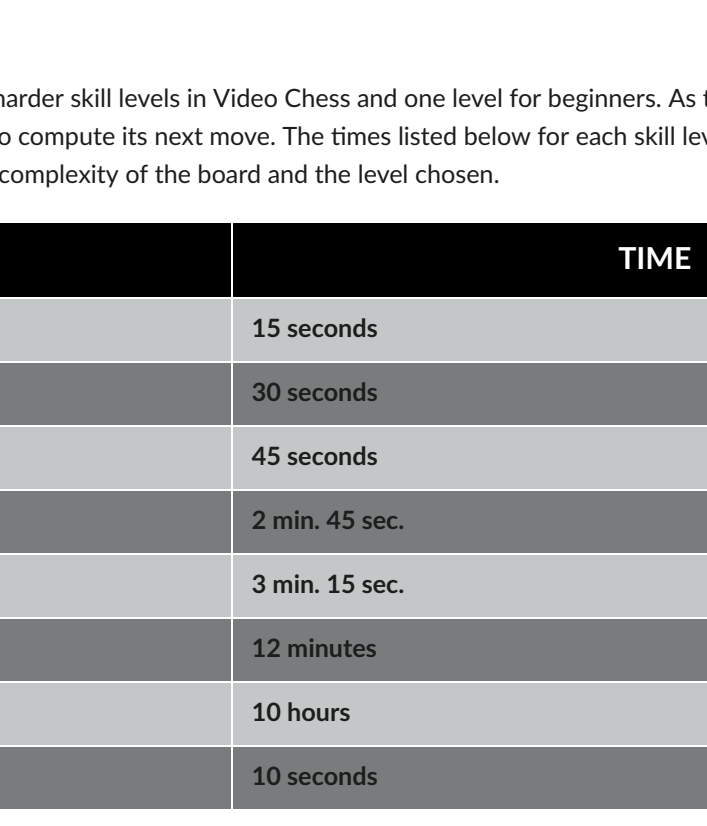 harder skill levels in Video Chess and one level for beginners. As
o compute its next move. The times listed below for each skill
complexity of the board and the level chosen.
TIME
15 seconds
30 seconds
45 seconds
2 min. 45 sec.
3 min. 15 sec.
12 minutes
10 hours
10 seconds